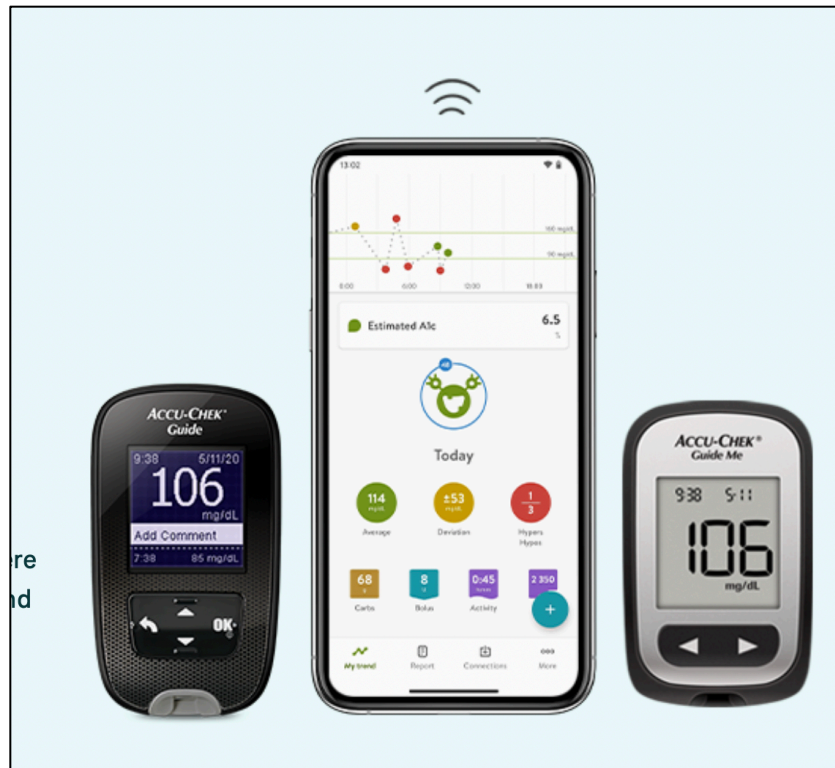 ACCU-CHEK®
Guide
9:38 5/11/20
106
mg/dL
Add Comment
7:38 85 mg/dL
OK
ere
nd
13:02
180 mg/dL
90 mg/dL
6:00 12:00 18:00
Estimated A1c 6.5
%
68
Today
114
mg/dL
Average
±53
mg/dL
Deviation
1
3
Hypers
Hypos
68
g
Carbs
8
U
Bolus
0:45
Activity
2 350
+
My trend
Report
Connections
More
ACCU-CHEK®
Guide Me
9:38 5-11
106
mg/dL